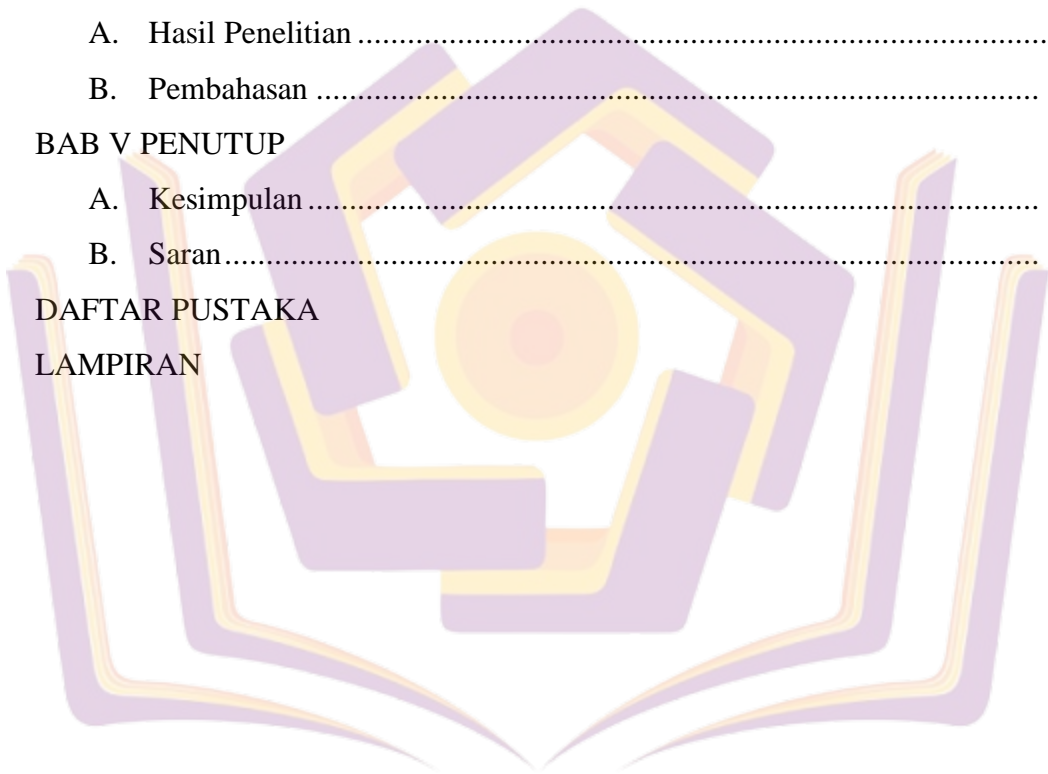 A. Hasil Penelitian ........................................................................................
B. Pembahasan ............................................................................................
BAB V PENUTUP
A. Kesimpulan .............................................................................................
B. Saran........................................................................................................
DAFTAR PUSTAKA
LAMPIRAN